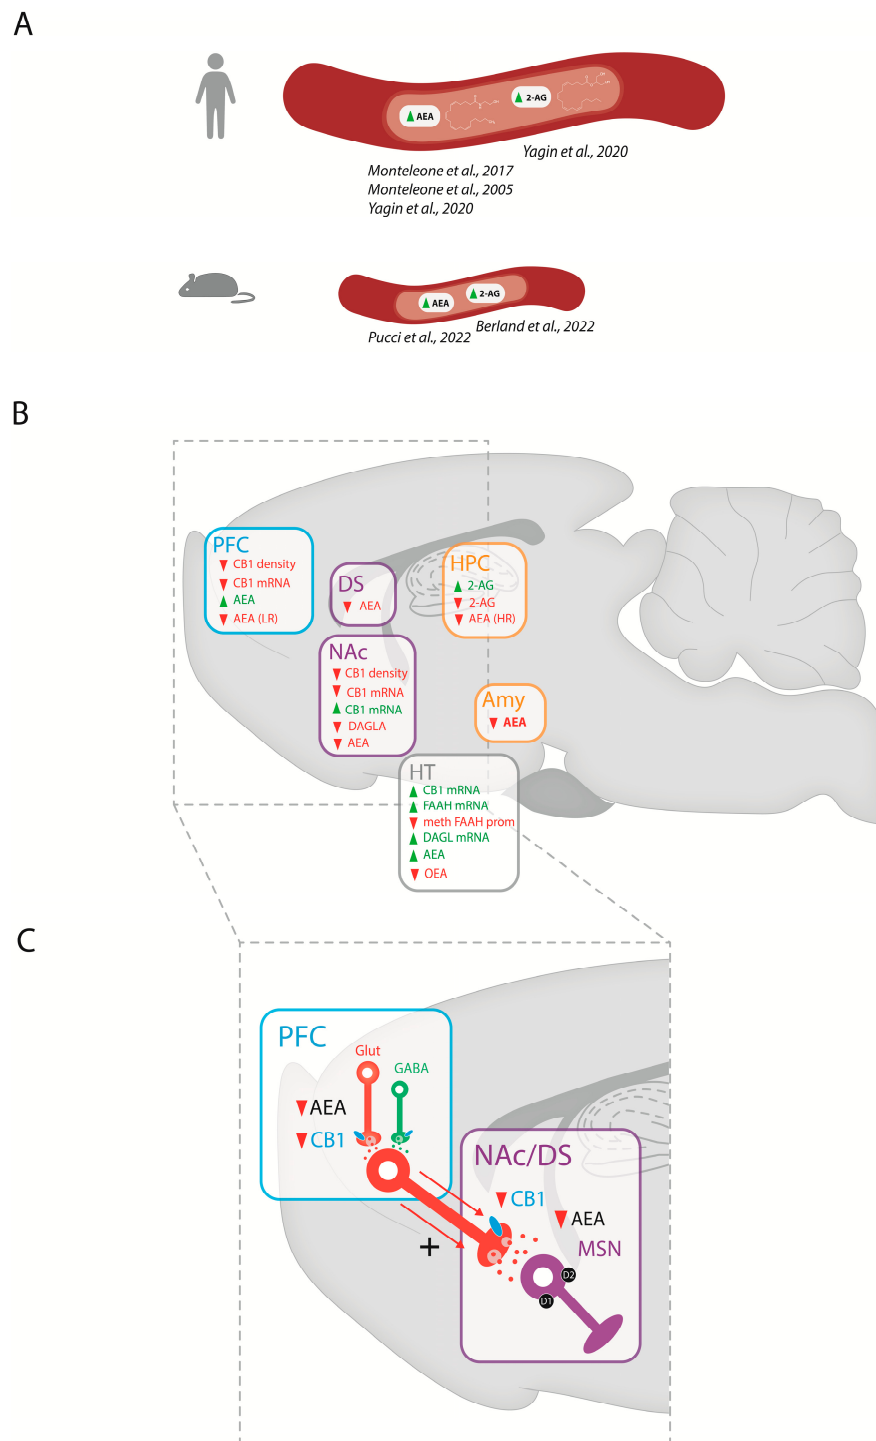 A
AEA
2-AG
Yagin et al., 2020
Monteleone et al., 2017
Monteleone et al., 2005
Yagin et al., 2020
AEA
2-AG
Berland et al., 2022
Pucci et al., 2022
B
PFC
CB1 density
CB1 mRNA
AEA
AEA (LR)
DS
AEA
HPC
2-AG
2-AG
AEA (HR)
NAc
CB1 density
CB1 mRNA
CB1 mRNA
DAGLA
AEA
Amy
AEA
HT
CB1 mRNA
FAAH mRNA
meth FAAH prom
DAGL mRNA
AEA
OEA
C
PFC
Glut
GABA
AEA
CB1
NAc/DS
CB1
AEA
MSN
+
D2
D1